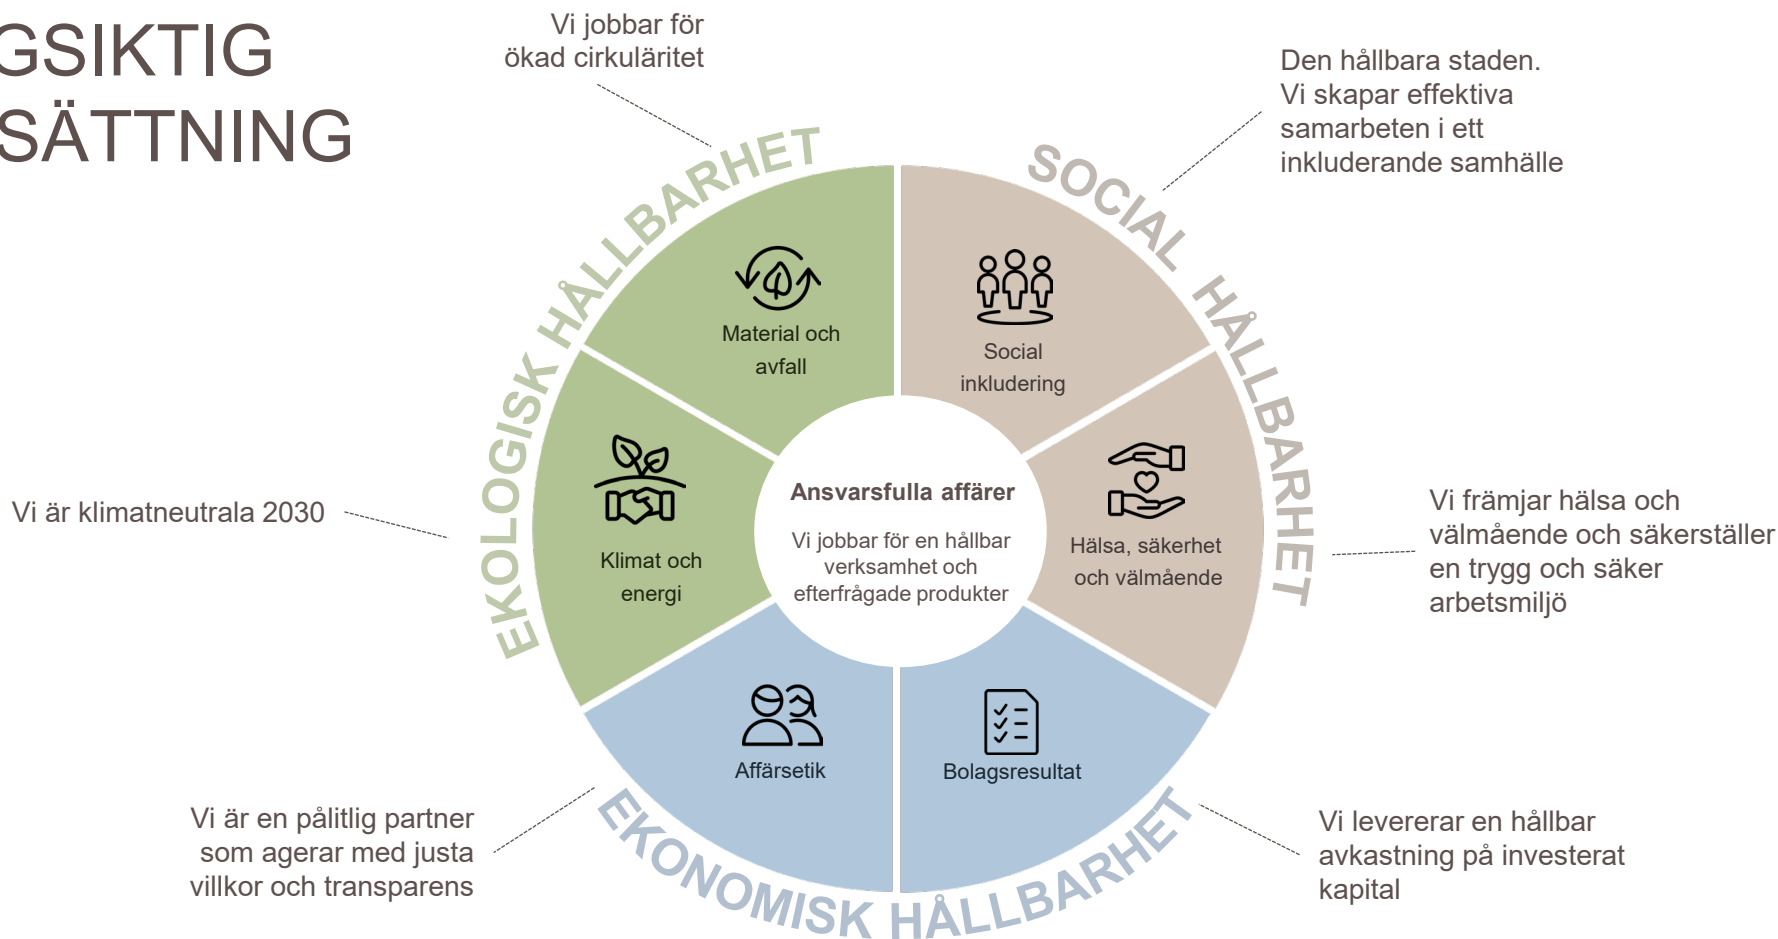 GSIKTIG
SÄTTNING
Vi jobbar för
ökad cirkuläritet
Den hållbara staden.
Vi skapar effektiva
samarbeten i ett
inkluderande samhälle
EKOLOGISK HÅLLBARHET
SOCIAL HÅLLBARHET
Material och
avfall
Social
inkludering
Vi är klimatneutrala 2030
Klimat och
energi
Ansvarsfulla affärer
Vi jobbar för en hållbar
verksamhet och
efterfrågade produkter
Hälsa, säkerhet
och välmående
Vi främjar hälsa och
välmående och säkerställer
en trygg och säker
arbetsmiljö
Affärsetik
Bolagsresultat
Vi är en pålitlig partner
som agerar med justa
villkor och transparens
EKONOMISK HÅLLBARHET
Vi levererar en hållbar
avkastning på investerat
kapital